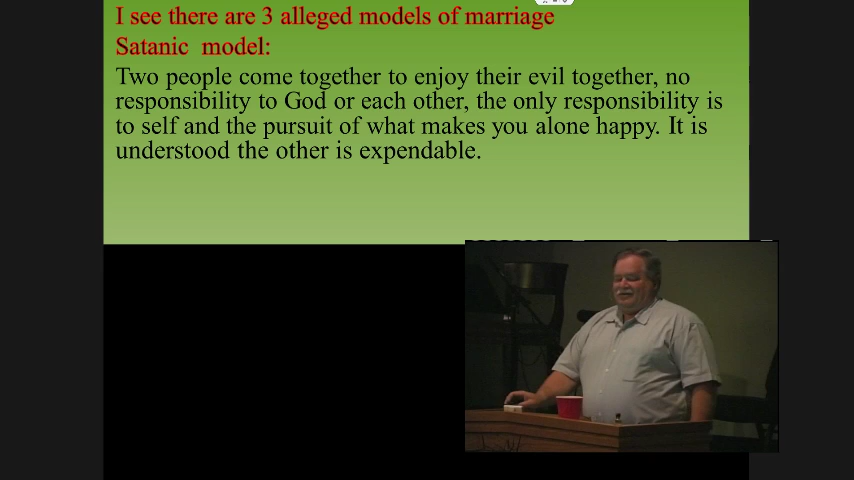 I see there are 3 alleged models of marriage
Satanic  model:
Two people come together to enjoy their evil together, no
responsibility to God or each other, the only responsibility is
to self and the pursuit of what makes you alone happy. It is
understood the other is expendable.